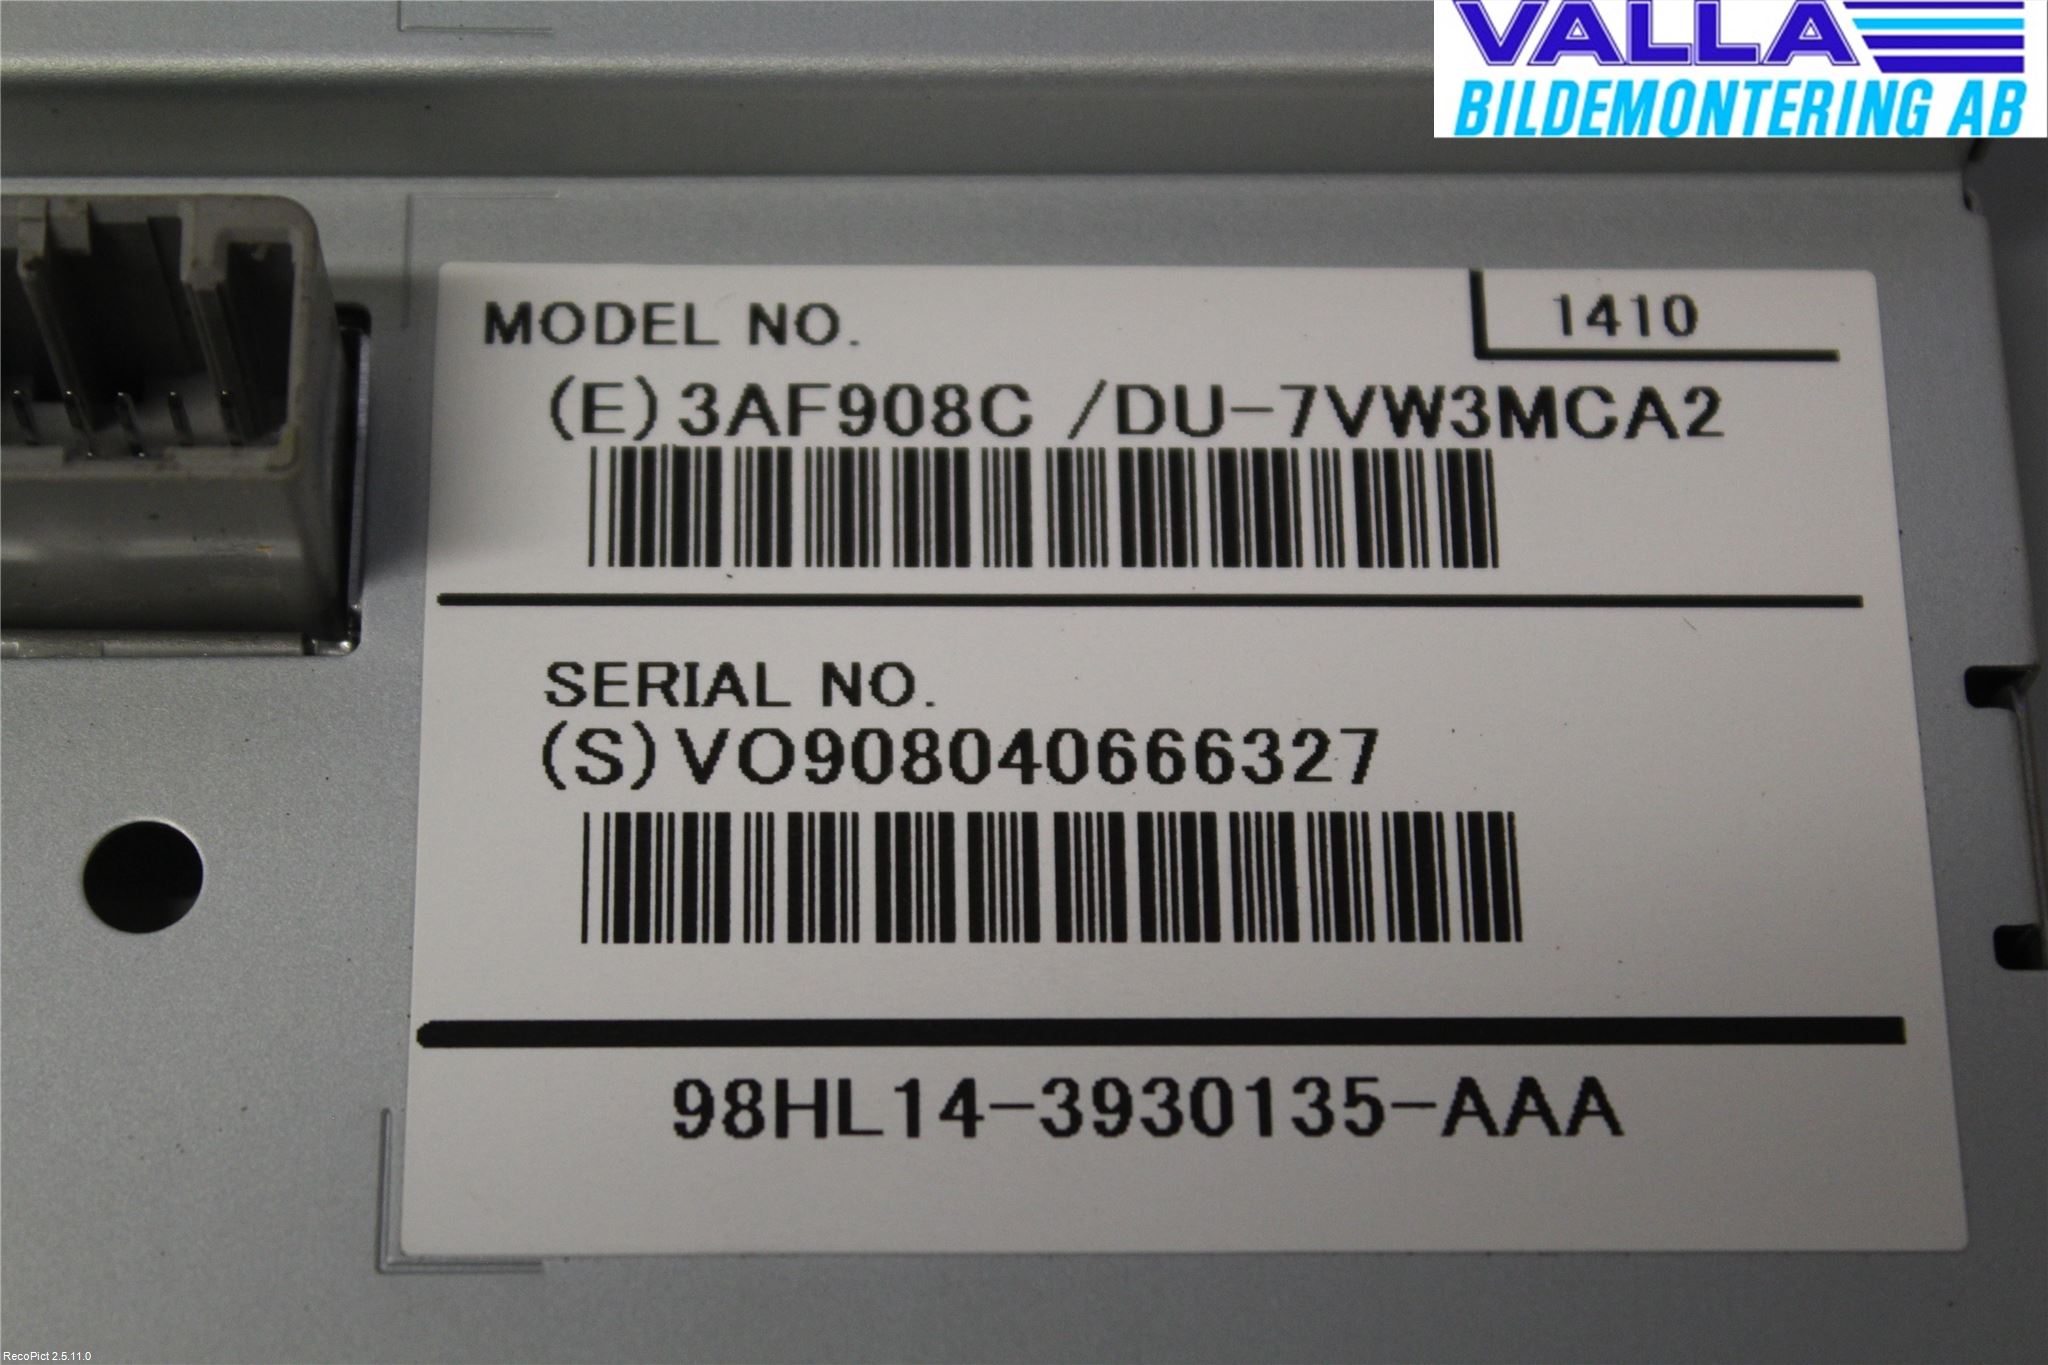 VALLA
BILDEMONTERING AB
MODEL NO.
1410
(E)3AF908C /DU-7VW3MCA2
SERIAL NO.
(S)VO908040666327
98HL14-3930135-AAA
RecoPict 2.5.11.0